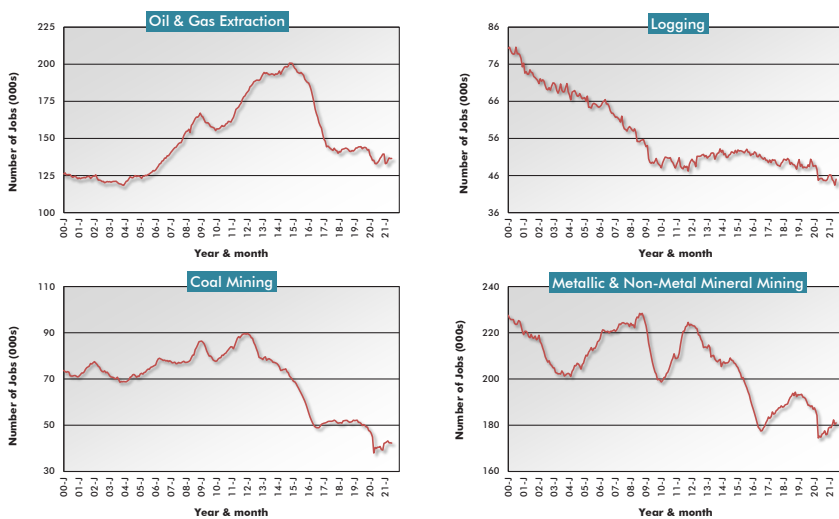 Oil & Gas Extraction
Number of Jobs (000s)
225
200
175
150
125
100
00-J 01-J 02-J 03-J 04-J 05-J 06-J 07-J 08-J 09-J 10-J 11-J 12-J 13-J 14-J 15-J 16-J 17-J 18-J 19-J 20-J 21-J
Year & month
Logging
Number of Jobs (000s)
86
76
66
56
46
36
00-J 01-J 02-J 03-J 04-J 05-J 06-J 07-J 08-J 09-J 10-J 11-J 12-J 13-J 14-J 15-J 16-J 17-J 18-J 19-J 20-J 21-J
Year & month
Coal Mining
Number of Jobs (000s)
110
90
70
50
30
00-J 01-J 02-J 03-J 04-J 05-J 06-J 07-J 08-J 09-J 10-J 11-J 12-J 13-J 14-J 15-J 16-J 17-J 18-J 19-J 20-J 21-J
Year & month
Metallic & Non-Metal Mineral Mining
Number of Jobs (000s)
240
220
200
180
160
00-J 01-J 02-J 03-J 04-J 05-J 06-J 07-J 08-J 09-J 10-J 11-J 12-J 13-J 14-J 15-J 16-J 17-J 18-J 19-J 20-J 21-J
Year & month